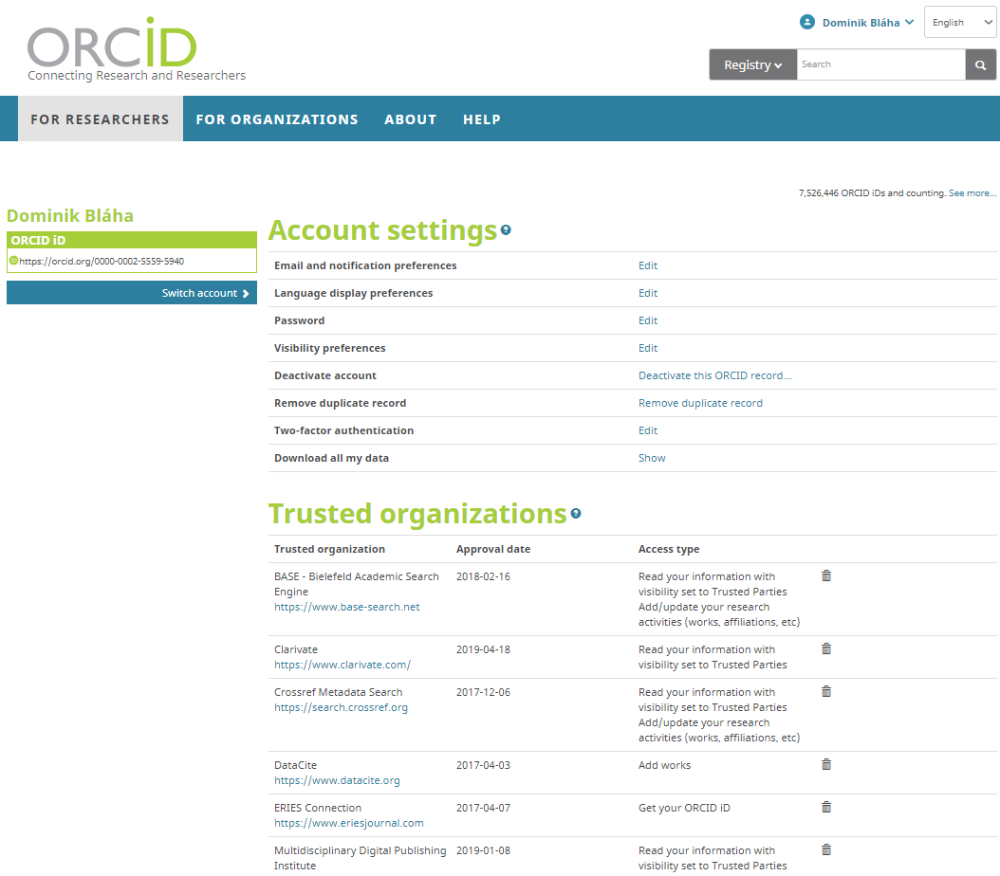 Dominik Bláha
English
ORCID
Connecting Research and Researchers
Registry
Search
FOR RESEARCHERS
FOR ORGANIZATIONS
ABOUT
HELP
7,526,446 ORCID iDs and counting. See more...
Dominik Bláha
ORCID iD
iD https://orcid.org/0000-0002-5559-5940
Switch account
Account settings ?
Email and notification preferences Edit
Language display preferences Edit
Password Edit
Visibility preferences Edit
Deactivate account Deactivate this ORCID record...
Remove duplicate record Remove duplicate record
Two-factor authentication Edit
Download all my data Show
Trusted organizations ?
Trusted organization Approval date Access type
BASE - Bielefeld Academic Search 2018-02-16 Read your information with
Engine visibility set to Trusted Parties
https://www.base-search.net Add/update your research
activities (works, affiliations, etc)
Clarivate 2019-04-18 Read your information with
https://www.clarivate.com/ visibility set to Trusted Parties
Crossref Metadata Search 2017-12-06 Read your information with
https://search.crossref.org visibility set to Trusted Parties
Add/update your research
activities (works, affiliations, etc)
DataCite 2017-04-03 Add works
https://www.datacite.org
ERIES Connection 2017-04-07 Get your ORCID iD
https://www.eriesjournal.com
Multidisciplinary Digital Publishing 2019-01-08 Read your information with
Institute visibility set to Trusted Parties